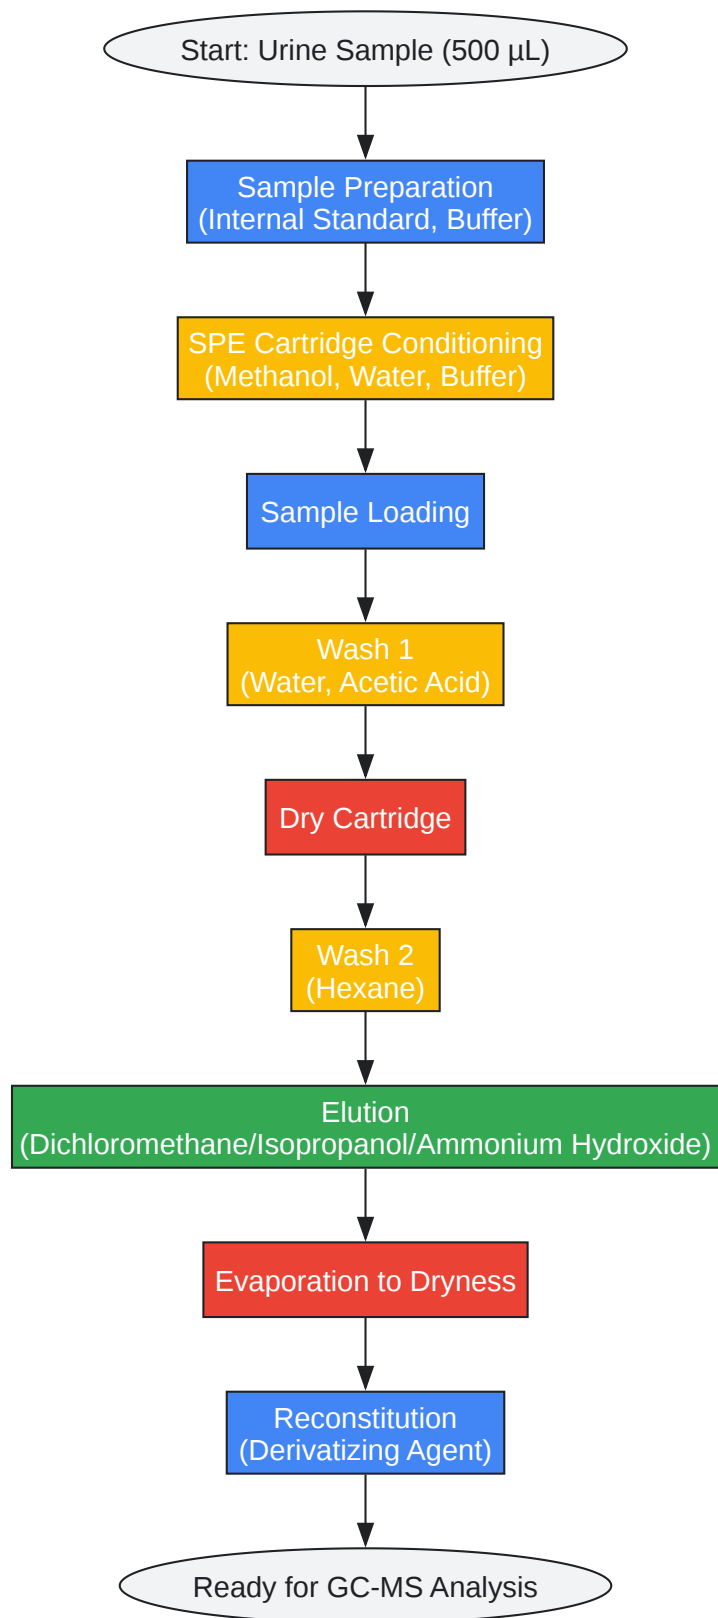 Start: Urine Sample (500 µL)
Sample Preparation
(Internal Standard, Buffer)
SPE Cartridge Conditioning
(Methanol, Water, Buffer)
Sample Loading
Wash 1
(Water, Acetic Acid)
Dry Cartridge
Wash 2
(Hexane)
Elution
(Dichloromethane/Isopropanol/Ammonium Hydroxide)
Evaporation to Dryness
Reconstitution
(Derivatizing Agent)
Ready for GC-MS Analysis